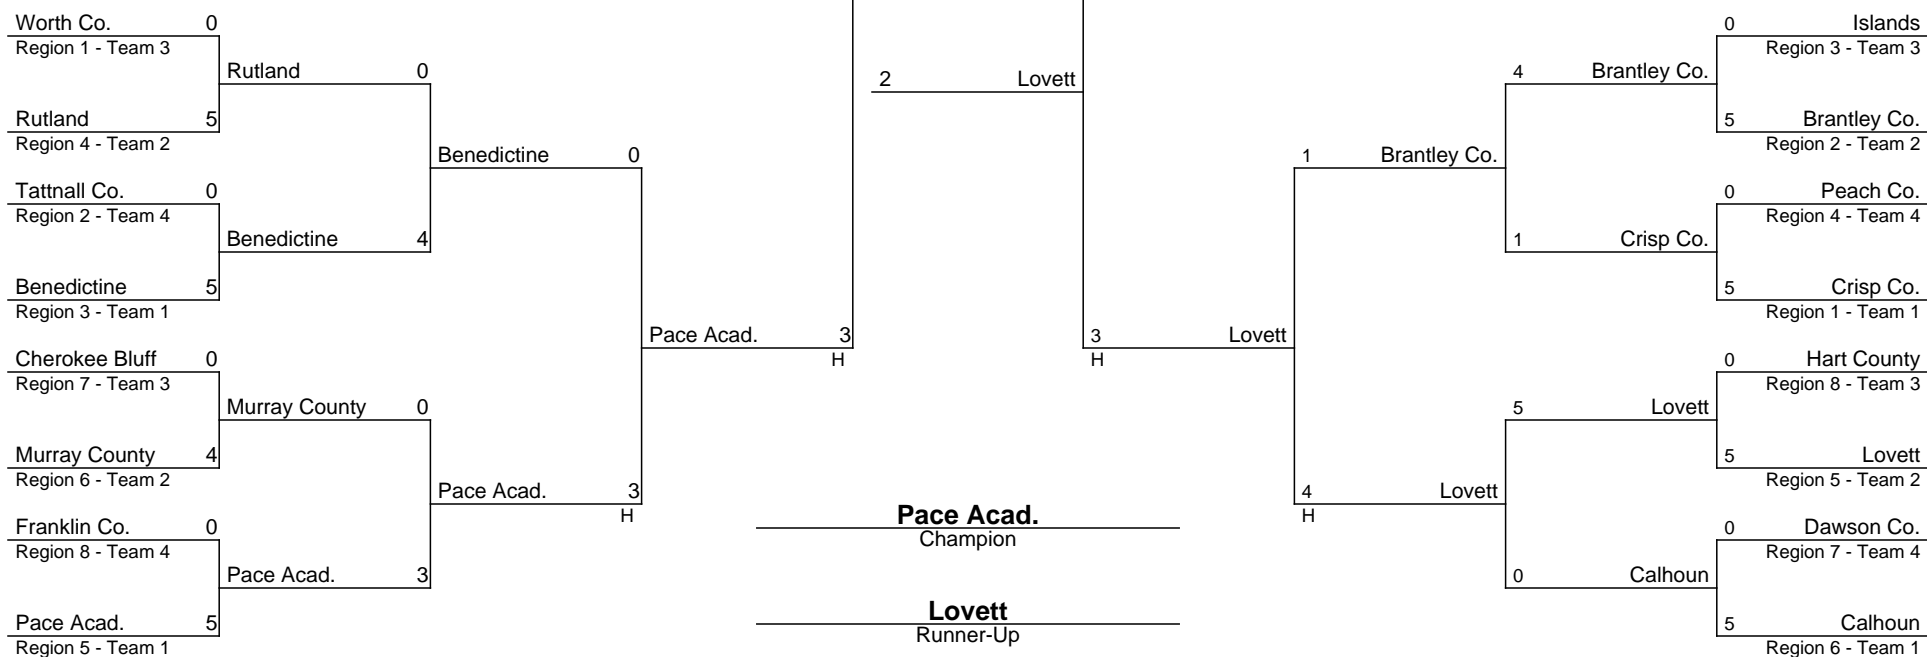 Worth Co. 0
Region 1 - Team 3
Rutland 0
Rutland 5
Region 4 - Team 2
Benedictine 0
Tattnall Co. 0
Region 2 - Team 4
Benedictine 4
Benedictine 5
Region 3 - Team 1
Pace Acad. 3
H
Cherokee Bluff 0
Region 7 - Team 3
Murray County 0
Murray County 4
Region 6 - Team 2
Pace Acad. 3
H
Franklin Co. 0
Region 8 - Team 4
Pace Acad. 3
Pace Acad. 5
Region 5 - Team 1
2 Lovett
Pace Acad.
Champion
Lovett
Runner-Up
0 Islands
Region 3 - Team 3
4 Brantley Co.
5 Brantley Co.
Region 2 - Team 2
1 Brantley Co.
0 Peach Co.
Region 4 - Team 4
1 Crisp Co.
5 Crisp Co.
Region 1 - Team 1
3 Lovett
H
0 Hart County
Region 8 - Team 3
5 Lovett
5 Lovett
Region 5 - Team 2
4 Lovett
H
0 Dawson Co.
Region 7 - Team 4
0 Calhoun
5 Calhoun
Region 6 - Team 1